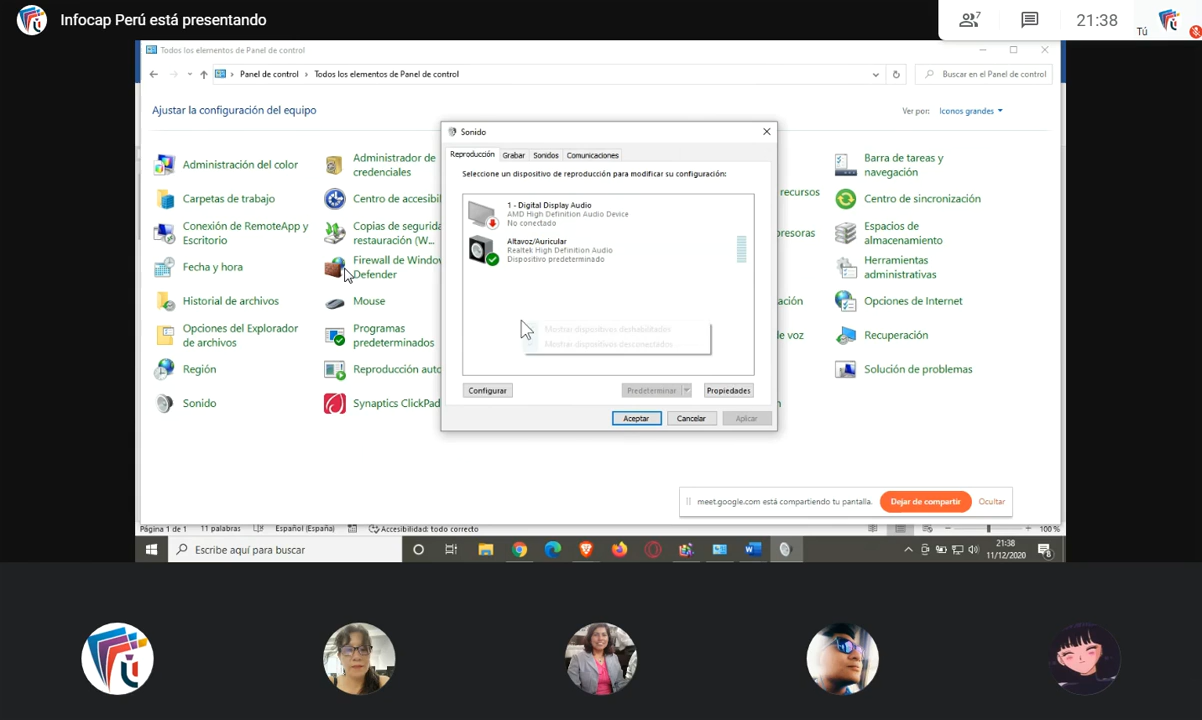 Infocap Perú está presentando
7
21:38
Tú
Todos los elementos de Panel de control
Panel de control > Todos los elementos de Panel de control
Buscar en el Panel de control
Ajustar la configuración del equipo
Ver por: Iconos grandes
Administración del color
Administrador de
credenciales
Barra de tareas y
navegación
Carpetas de trabajo
Centro de accesibi
recursos
Centro de sincronización
Conexión de RemoteApp y
Escritorio
Copias de segurida
restauración (W...
presoras
Espacios de
almacenamiento
Fecha y hora
Firewall de Windov
Defender
Herramientas
administrativas
Historial de archivos
Mouse
ación
Opciones de Internet
Opciones del Explorador
de archivos
Programas
predeterminados
de voz
Recuperación
Región
Reproducción auto
Solución de problemas
Sonido
Synaptics ClickPad
n
Sonido
Reproducción
Grabar
Sonidos
Comunicaciones
Seleccione un dispositivo de reproducción para modificar su configuración:
1 - Digital Display Audio
AMD High Definition Audio Device
No conectado
Altavoz/Auricular
Realtek High Definition Audio
Dispositivo predeterminado
Mostrar dispositivos deshabilitados
Mostrar dispositivos desconectados
Configurar
Predeterminar
Propiedades
Aceptar
Cancelar
Aplicar
meet.google.com está compartiendo tu pantalla.
Dejar de compartir
Ocultar
Página 1 de 1
11 palabras
Español (España)
Accesibilidad: todo correcto
100 %
Escribe aquí para buscar
21:38
11/12/2020
8